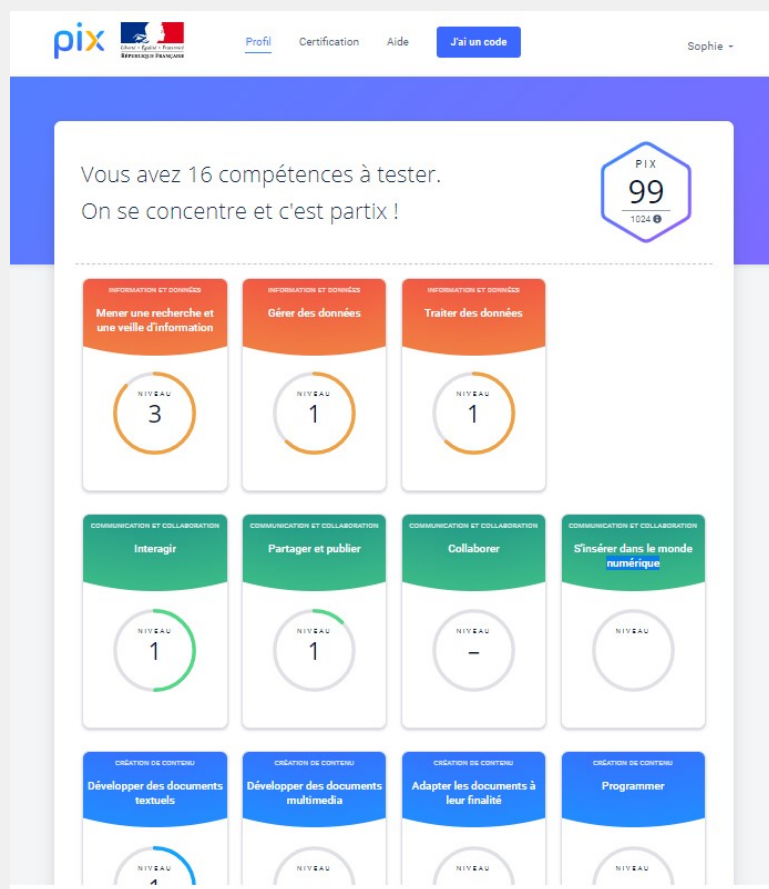 pix
Liberté • Égalité • Fraternité
RÉPUBLIQUE FRANÇAISE
Profil
Certification
Aide
J'ai un code
Sophie
Vous avez 16 compétences à tester.
On se concentre et c'est partix !
PIX
99
1024
INFORMATION ET DONNÉES
Mener une recherche et
une veille d'information
NIVEAU
3
INFORMATION ET DONNÉES
Gérer des données
NIVEAU
1
INFORMATION ET DONNÉES
Traiter des données
NIVEAU
1
COMMUNICATION ET COLLABORATION
Interagir
NIVEAU
1
COMMUNICATION ET COLLABORATION
Partager et publier
NIVEAU
1
COMMUNICATION ET COLLABORATION
Collaborer
NIVEAU
–
COMMUNICATION ET COLLABORATION
S'insérer dans le monde
numérique
NIVEAU
CRÉATION DE CONTENU
Développer des documents
textuels
NIVEAU
1
CRÉATION DE CONTENU
Développer des documents
multimedia
NIVEAU
CRÉATION DE CONTENU
Adapter les documents à
leur finalité
NIVEAU
CRÉATION DE CONTENU
Programmer
NIVEAU